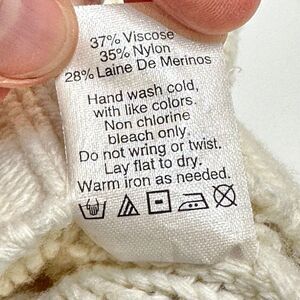 37% Viscose
35% Nylon
28% Laine De Merinos
Hand wash cold,
with like colors.
Non chlorine
bleach only.
Do not wring or twist.
Lay flat to dry.
Warm iron as needed.